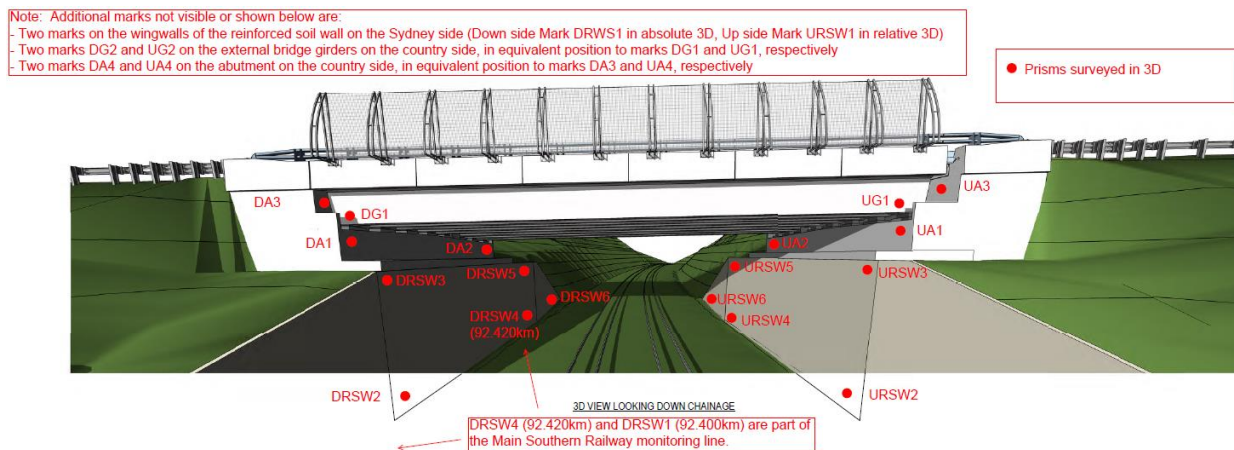 Note: Additional marks not visible or shown below are:
- Two marks on the wingwalls of the reinforced soil wall on the Sydney side (Down side Mark DRWS1 in absolute 3D, Up side Mark URSW1 in relative 3D)
- Two marks DG2 and UG2 on the external bridge girders on the country side, in equivalent position to marks DG1 and UG1, respectively
- Two marks DA4 and UA4 on the abutment on the country side, in equivalent position to marks DA3 and UA4, respectively
Prisms surveyed in 3D
DA3
DG1
UG1
UA3
DA1
DA2
UA2
UA1
DRSW3
DRSW5
URSW5
URSW3
DRSW6
URSW6
DRSW4
(92.420km)
URSW4
DRSW2
URSW2
3D VIEW LOOKING DOWN CHAINAGE
DRSW4 (92.420km) and DRSW1 (92.400km) are part of
the Main Southern Railway monitoring line.